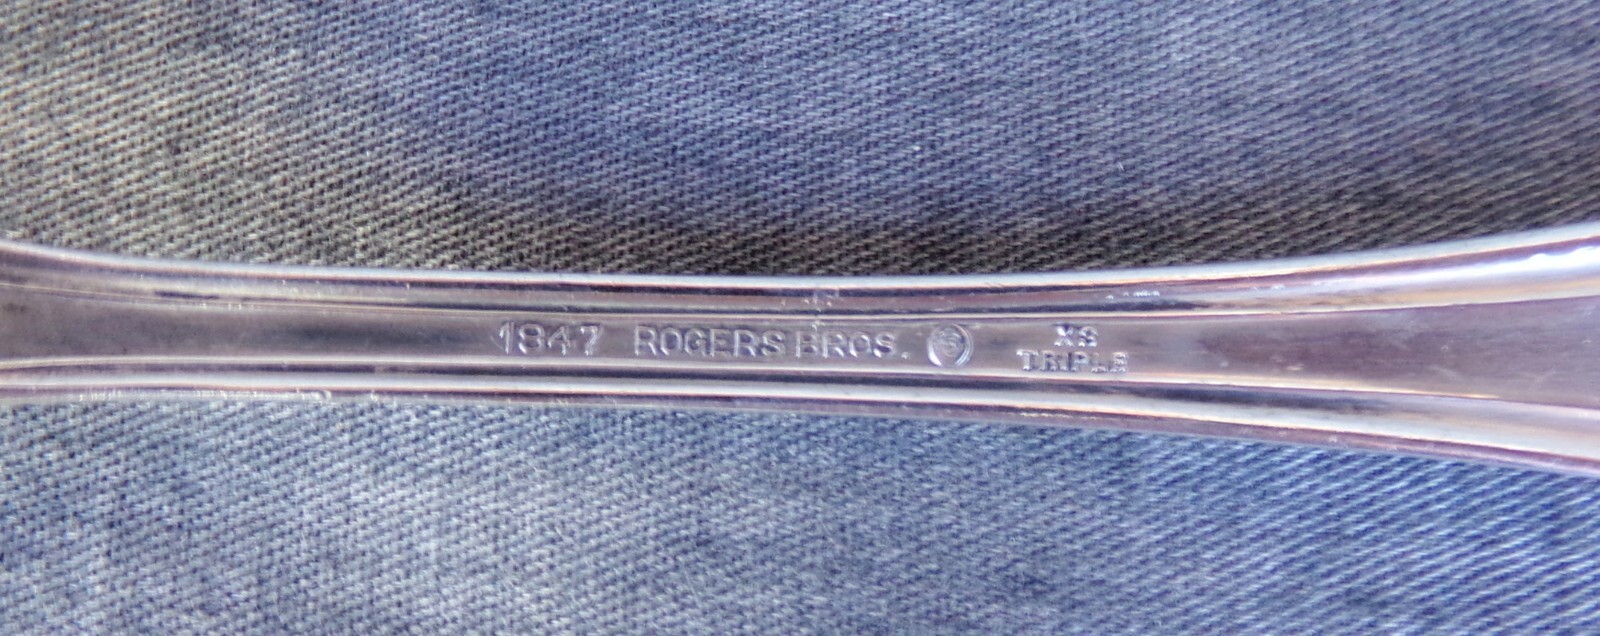 1847 ROGERS BROS. Ⓢ XS
TRIPLE